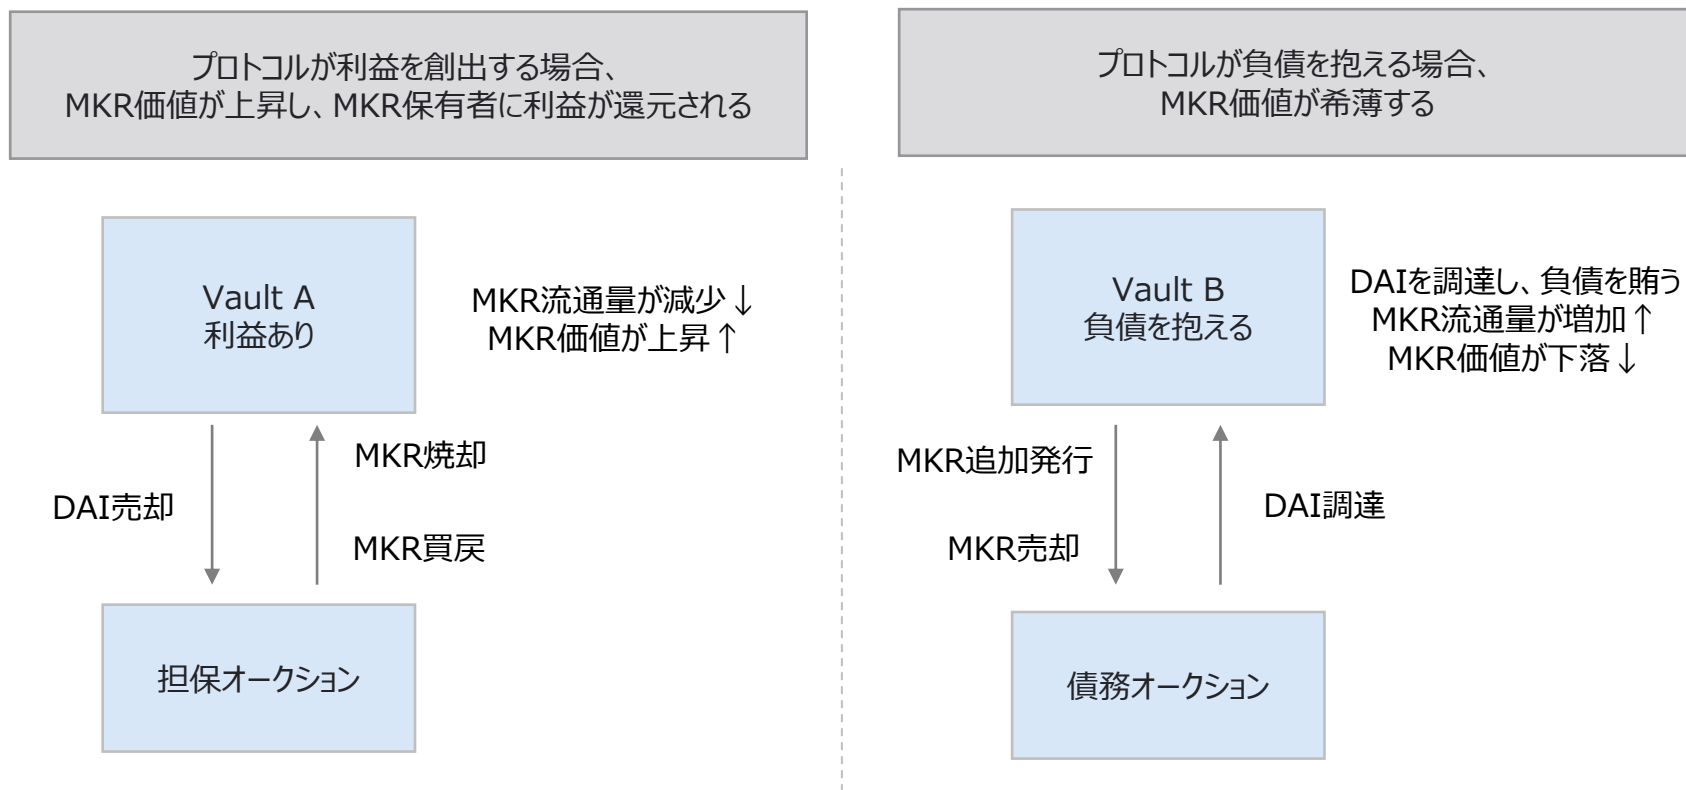 プロトコルが利益を創出する場合、
MKR価値が上昇し、MKR保有者に利益が還元される
Vault A
利益あり
MKR流通量が減少↓
MKR価値が上昇↑
DAI売却
MKR焼却
MKR買戻
担保オークション
プロトコルが負債を抱える場合、
MKR価値が希薄する
Vault B
負債を抱える
DAIを調達し、負債を賄う
MKR流通量が増加↑
MKR価値が下落↓
MKR追加発行
MKR売却
DAI調達
債務オークション